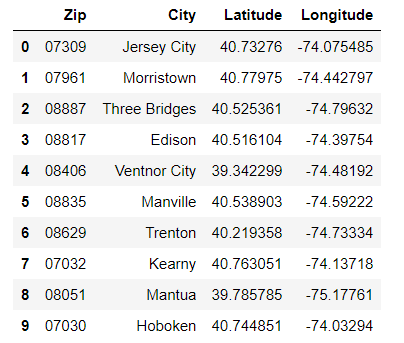 Zip City Latitude Longitude
0 07309 Jersey City 40.73276 -74.075485
1 07961 Morristown 40.77975 -74.442797
2 08887 Three Bridges 40.525361 -74.79632
3 08817 Edison 40.516104 -74.39754
4 08406 Ventnor City 39.342299 -74.48192
5 08835 Manville 40.538903 -74.59222
6 08629 Trenton 40.219358 -74.73334
7 07032 Kearny 40.763051 -74.13718
8 08051 Mantua 39.785785 -75.17761
9 07030 Hoboken 40.744851 -74.03294